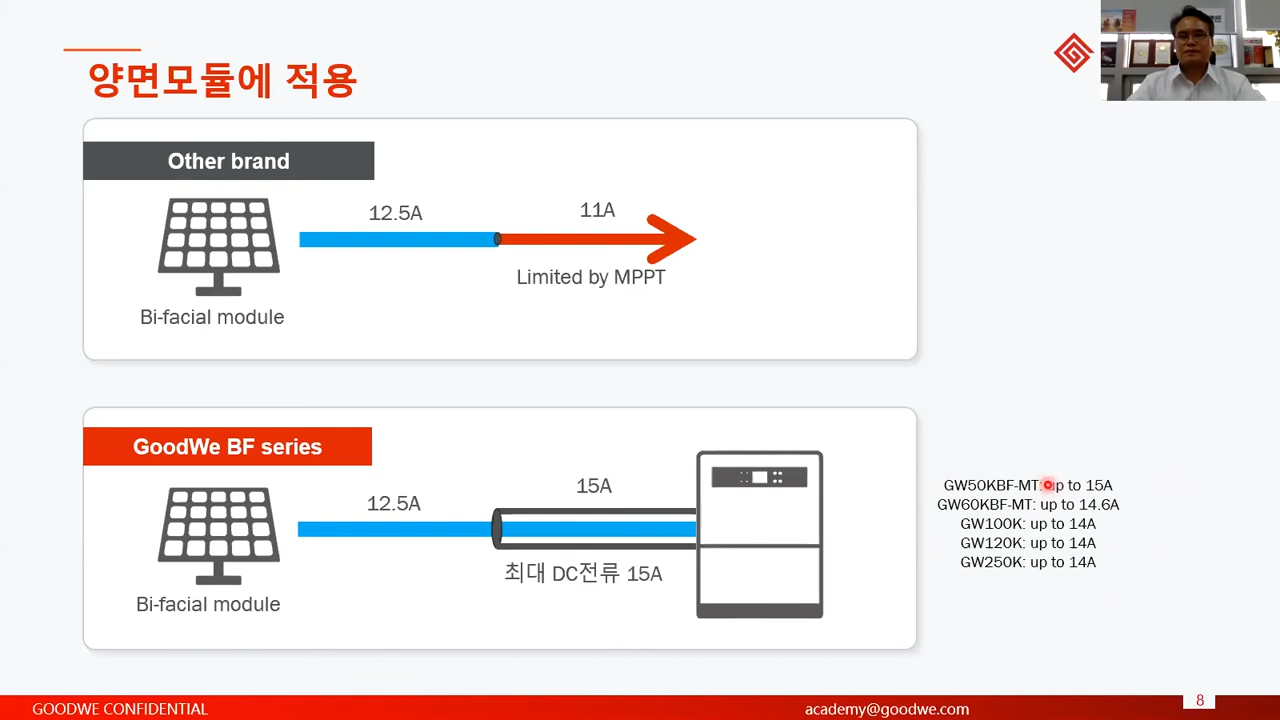 양면모듈에 적용
Other brand
12.5A
11A
Limited by MPPT
Bi-facial module
GoodWe BF series
12.5A
15A
최대 DC전류 15A
Bi-facial module
GW50KBF-MT: up to 15A
GW60KBF-MT: up to 14.6A
GW100K: up to 14A
GW120K: up to 14A
GW250K: up to 14A
GOODWE CONFIDENTIAL
academy@goodwe.com
8